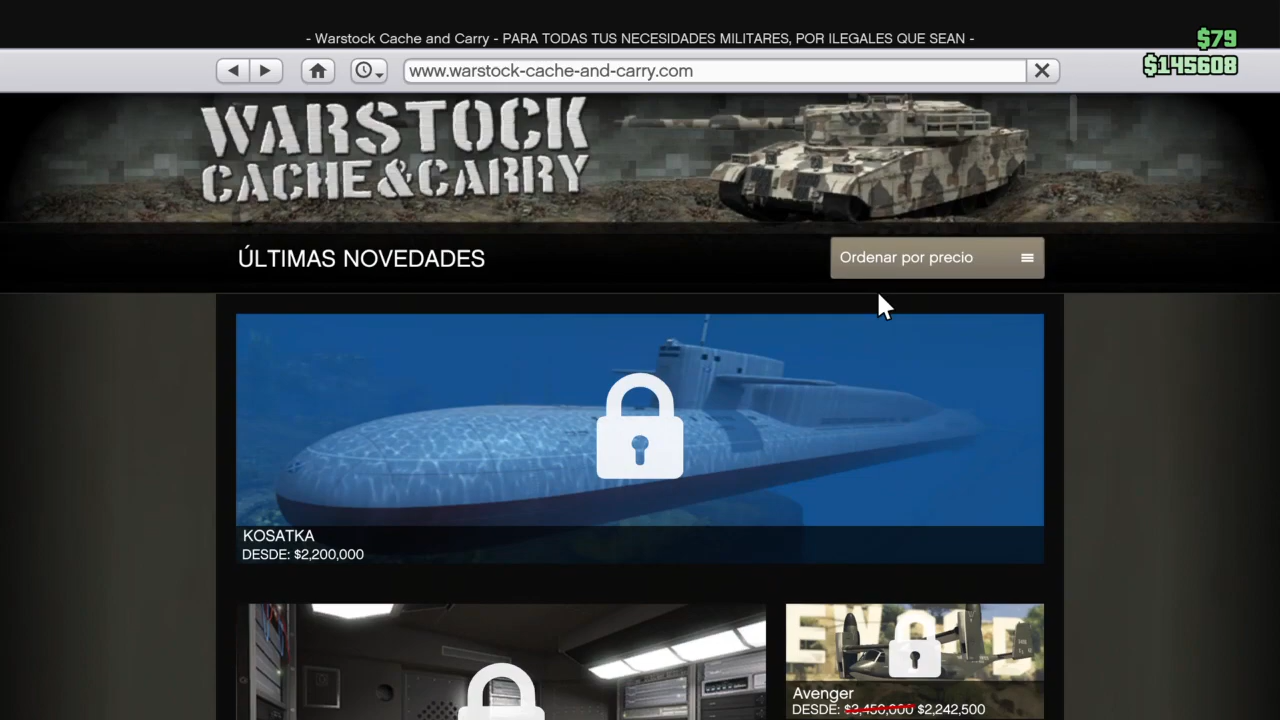 - Warstock Cache and Carry - PARA TODAS TUS NECESIDADES MILITARES, POR ILEGALES QUE SEAN -
$79
$145608
www.warstock-cache-and-carry.com
WARSTOCK
CACHE&CARRY
ÚLTIMAS NOVEDADES
Ordenar por precio
KOSATKA
DESDE: $2,200,000
Avenger
DESDE: $3,450,000 $2,242,500